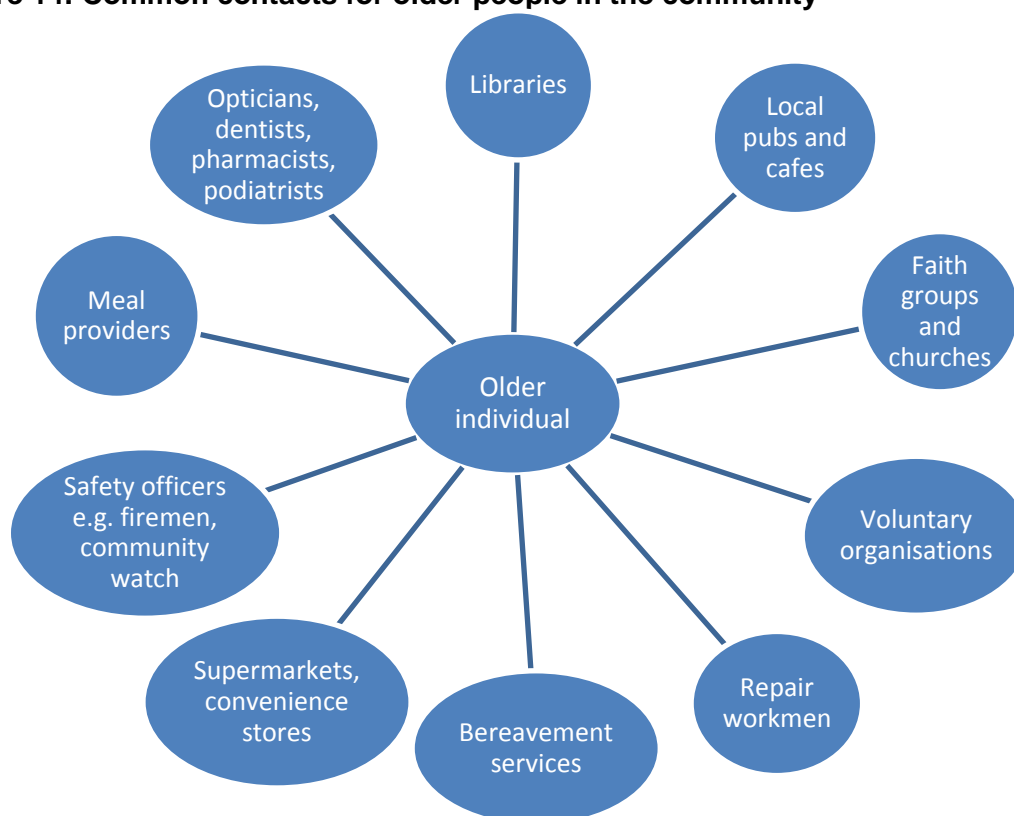 Common contacts for older people in the community
Libraries
Opticians,
dentists,
pharmacists,
podiatrists
Local
pubs and
cafes
Meal
providers
Faith
groups
and
churches
Older
individual
Safety officers
e.g. firemen,
community
watch
Voluntary
organisations
Supermarkets,
convenience
stores
Repair
workmen
Bereavement
services